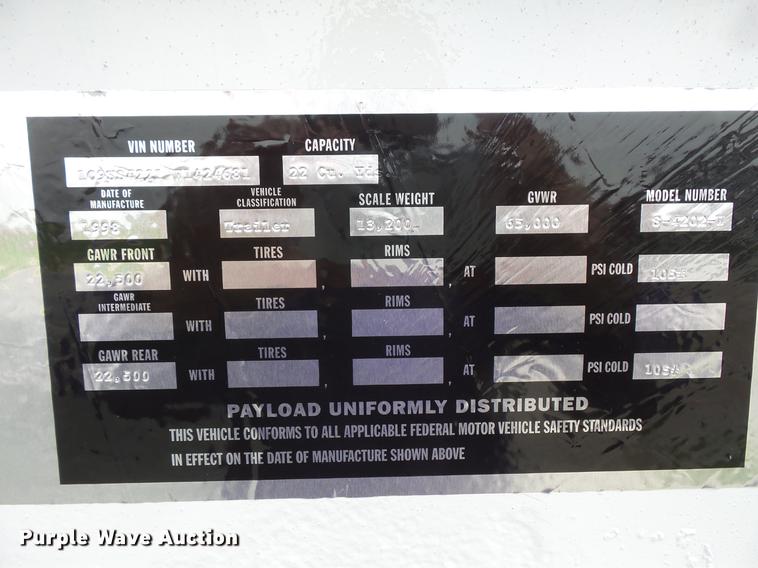 VIN NUMBER CAPACITY
22 Cu. Yds
DATE OF MANUFACTURE VEHICLE CLASSIFICATION SCALE WEIGHT GVWR MODEL NUMBER
1998 Trailer 13,200 65,000
GAWR FRONT TIRES RIMS
22,500 WITH , , AT PSI COLD 105#
GAWR INTERMEDIATE TIRES RIMS
WITH , , AT PSI COLD
GAWR REAR TIRES RIMS
22,500 WITH , , AT PSI COLD 105#
PAYLOAD UNIFORMLY DISTRIBUTED
THIS VEHICLE CONFORMS TO ALL APPLICABLE FEDERAL MOTOR VEHICLE SAFETY STANDARDS
IN EFFECT ON THE DATE OF MANUFACTURE SHOWN ABOVE
Purple Wave Auction